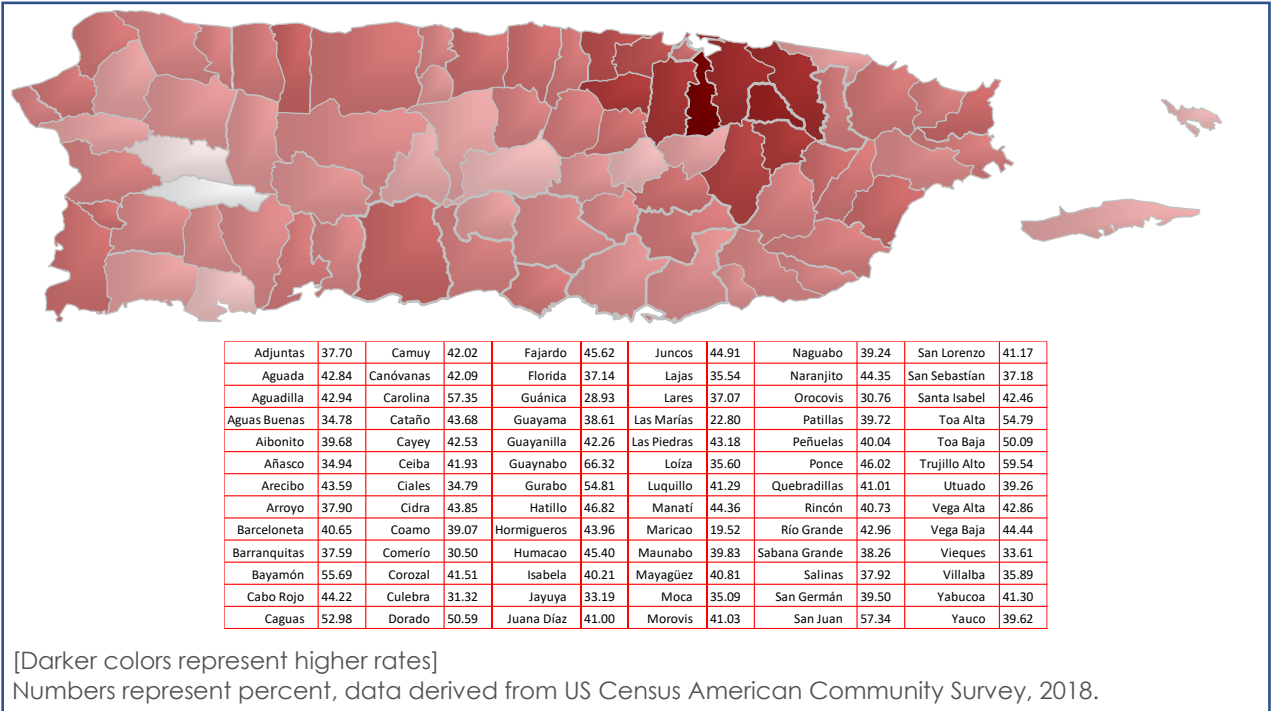 Adjuntas 37.70 Camuy 42.02 Fajardo 45.62 Juncos 44.91 Naguabo 39.24 San Lorenzo 41.17
Aguada 42.84 Canóvanas 42.09 Florida 37.14 Lajas 35.54 Naranjito 44.35 San Sebastían 37.18
Aguadilla 42.94 Carolina 57.35 Guánica 28.93 Lares 37.07 Orocovis 30.76 Santa Isabel 42.46
Aguas Buenas 34.78 Cataño 43.68 Guayama 38.61 Las Marías 22.80 Patillas 39.72 Toa Alta 54.79
Aibonito 39.68 Cayey 42.53 Guayanilla 42.26 Las Piedras 43.18 Peñuelas 40.04 Toa Baja 50.09
Añasco 34.94 Ceiba 41.93 Guaynabo 66.32 Loíza 35.60 Ponce 46.02 Trujillo Alto 59.54
Arecibo 43.59 Ciales 34.79 Gurabo 54.81 Luquillo 41.29 Quebradillas 41.01 Utuado 39.26
Arroyo 37.90 Cidra 43.85 Hatillo 46.82 Manatí 44.36 Rincón 40.73 Vega Alta 42.86
Barceloneta 40.65 Coamo 39.07 Hormigueros 43.96 Maricao 19.52 Río Grande 42.96 Vega Baja 44.44
Barranquitas 37.59 Comerío 30.50 Humacao 45.40 Maunabo 39.83 Sabana Grande 38.26 Vieques 33.61
Bayamón 55.69 Corozal 41.51 Isabela 40.21 Mayagüez 40.81 Salinas 37.92 Villalba 35.89
Cabo Rojo 44.22 Culebra 31.32 Jayuya 33.19 Moca 35.09 San Germán 39.50 Yabucoa 41.30
Caguas 52.98 Dorado 50.59 Juana Díaz 41.00 Morovis 41.03 San Juan 57.34 Yauco 39.62
[Darker colors represent higher rates]
Numbers represent percent, data derived from US Census American Community Survey, 2018.